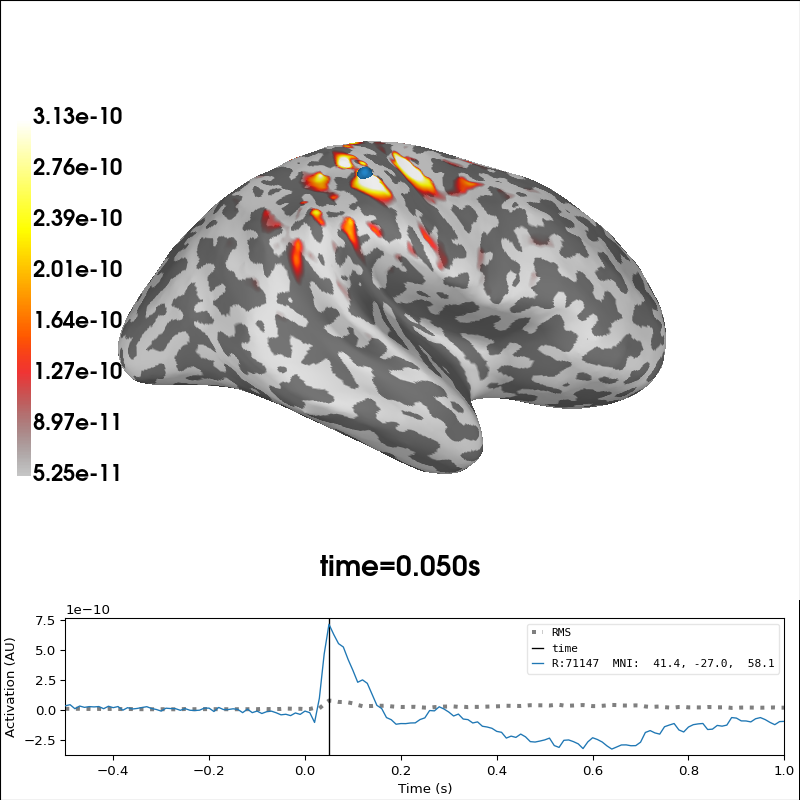 3.13e-10
2.76e-10
2.39e-10
2.01e-10
1.64e-10
1.27e-10
8.97e-11
5.25e-11
time=0.050s
1e−10
7.5
5.0
2.5
0.0
−2.5
Activation (AU)
RMS
time
R:71147  MNI:  41.4, -27.0,  58.1
−0.4
−0.2
0.0
0.2
0.4
0.6
0.8
1.0
Time (s)